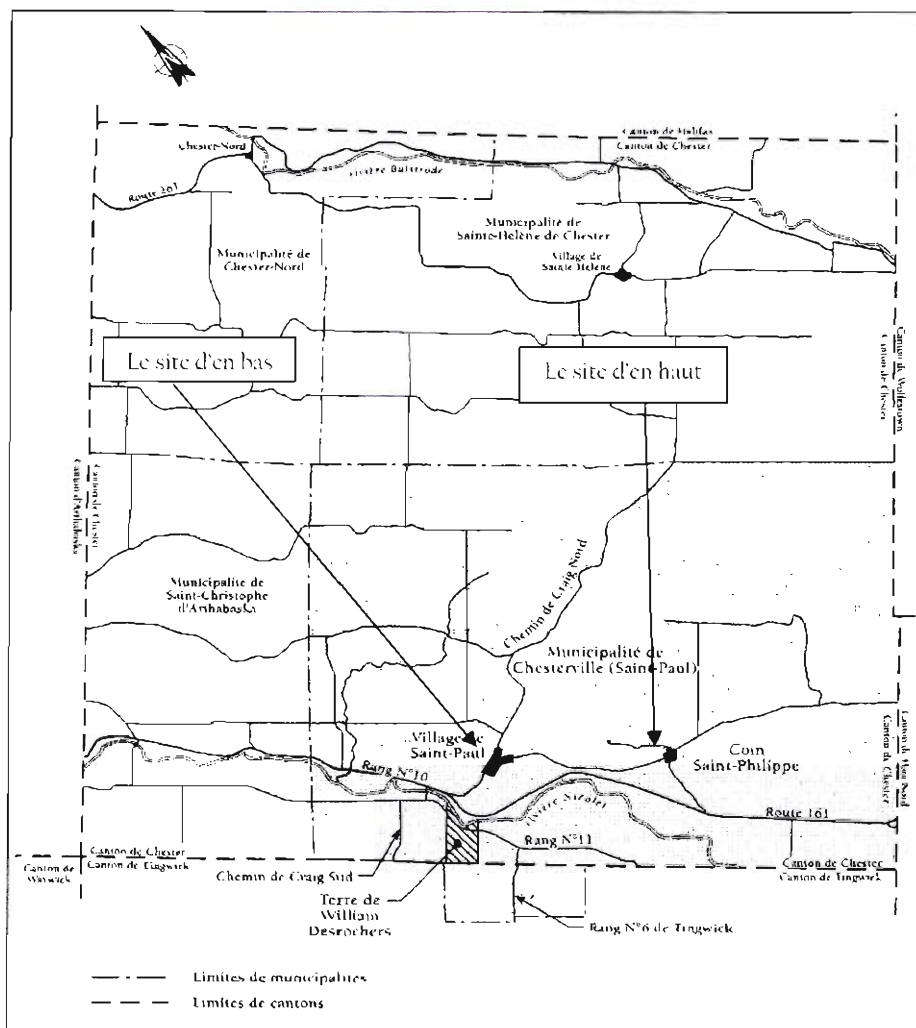 Canton de Halifax
Canton de Chester
Chester-Nord
Route 161
Rivière Bulstrode
Municipalité de
Sainte-Hélène de Chester
Village de
Sainte Hélène
Municipalité de
Chester-Nord
Le site d'en bas
Le site d'en haut
Canton de Wolfestown
Canton de Chester
Canton de Chester
Canton d'Arthabaska
Municipalité de
Saint-Christophe
d'Arthabaska
Chemin de Craig Nord
Municipalité de
Chesterville (Saint-Paul)
Village de
Saint-Paul
Coin
Saint-Philippe
Canton de Ham Nord
Canton de Chester
Rang N°10
Rivière Nicolet
Route 161
Rang N°11
Canton de Chester
Canton de Tingwick
Canton de
Warwick
Canton de Chester
Canton de Tingwick
Chemin de Craig Sud
Terre de
William
Desrochers
Rang N°6 de Tingwick
Limites de municipalités
Limites de cantons